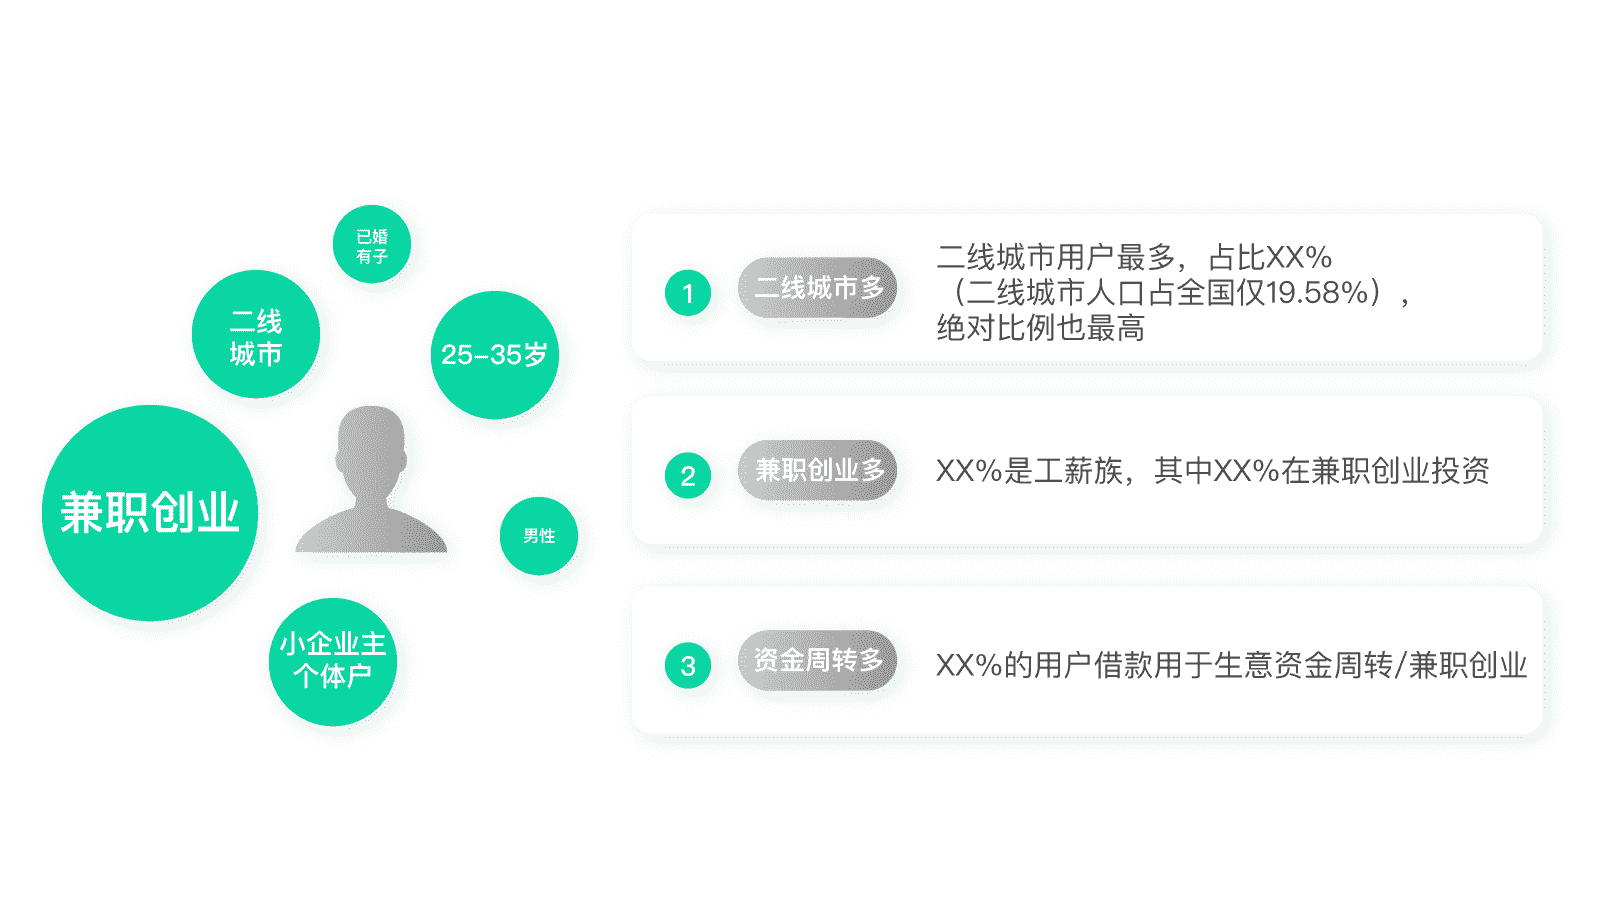 已婚
有子
二线
城市
25-35岁
兼职创业
男性
小企业主
个体户
1
二线城市多
二线城市用户最多，占比XX%
（二线城市人口占全国仅19.58%），
绝对比例也最高
2
兼职创业多
XX%是工薪族，其中XX%在兼职创业投资
3
资金周转多
XX%的用户借款用于生意资金周转/兼职创业